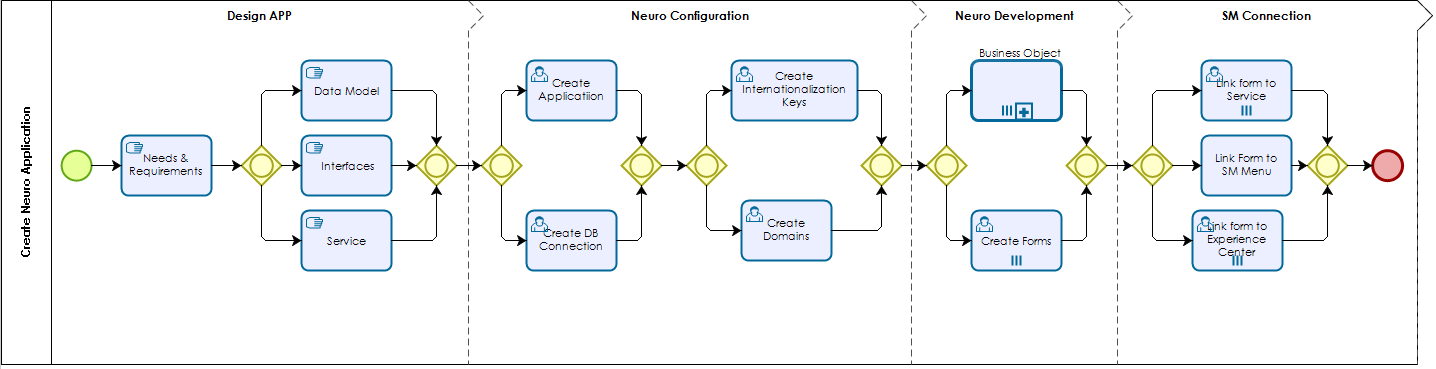 Create Neuro Application
Design APP
Neuro Configuration
Neuro Development
SM Connection
Needs &
Requirements
Data Model
Interfaces
Service
Create
Applicatiion
Create DB
Connection
Create
Internationalization
Keys
Create
Domains
Business Object
Create Forms
Link form to
Service
Link Form to
SM Menu
Link form to
Experience
Center